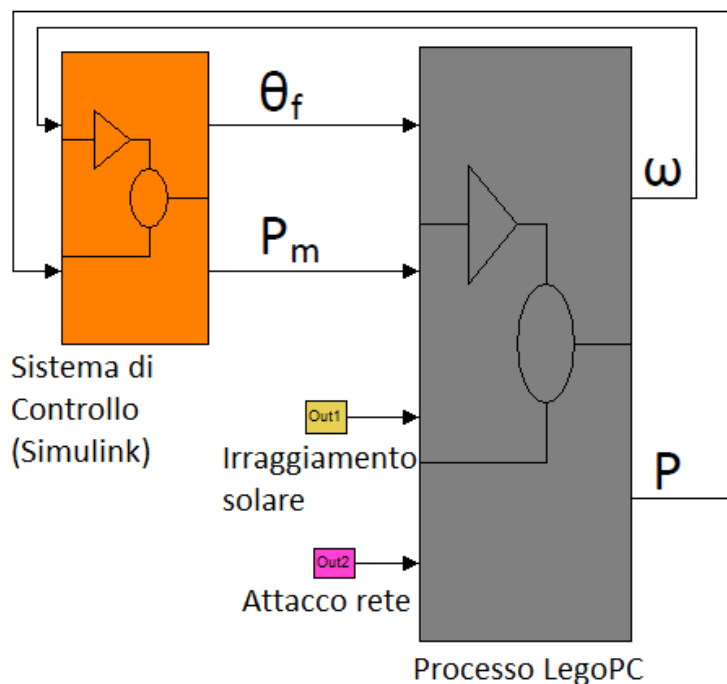 θf
Pm
ω
P
Sistema di
Controllo
(Simulink)
Out1
Irraggiamento
solare
Out2
Attacco rete
Processo LegoPC